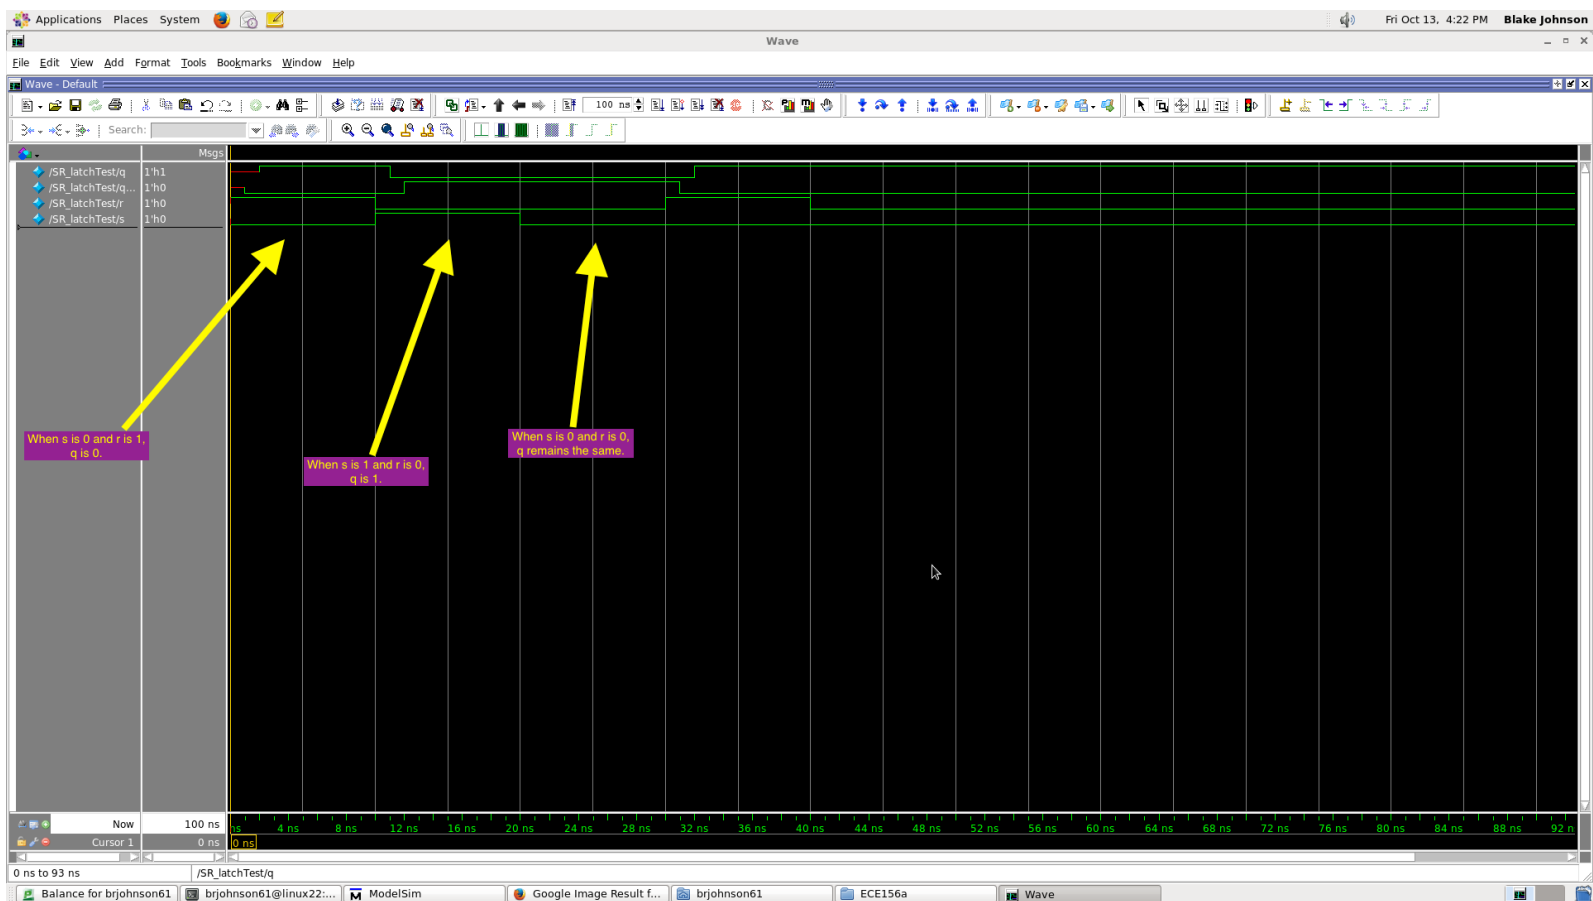 Applications Places System Fri Oct 13, 4:22 PM Blake Johnson
Wave
File Edit View Add Format Tools Bookmarks Window Help
Wave - Default
100 ns
Search:
Msgs
/SR_latchTest/q 1'h1
/SR_latchTest/q... 1'h0
/SR_latchTest/r 1'h0
/SR_latchTest/s 1'h0
When s is 0 and r is 1,
q is 0.
When s is 1 and r is 0,
q is 1.
When s is 0 and r is 0,
q remains the same.
Now 100 ns
ns 4 ns 8 ns 12 ns 16 ns 20 ns 24 ns 28 ns 32 ns 36 ns 40 ns 44 ns 48 ns 52 ns 56 ns 60 ns 64 ns 68 ns 72 ns 76 ns 80 ns 84 ns 88 ns 92 n
Cursor 1 0 ns 0 ns
0 ns to 93 ns /SR_latchTest/q
Balance for brjohnson61 brjohnson61@linux22:... ModelSim Google Image Result f... brjohnson61 ECE156a Wave